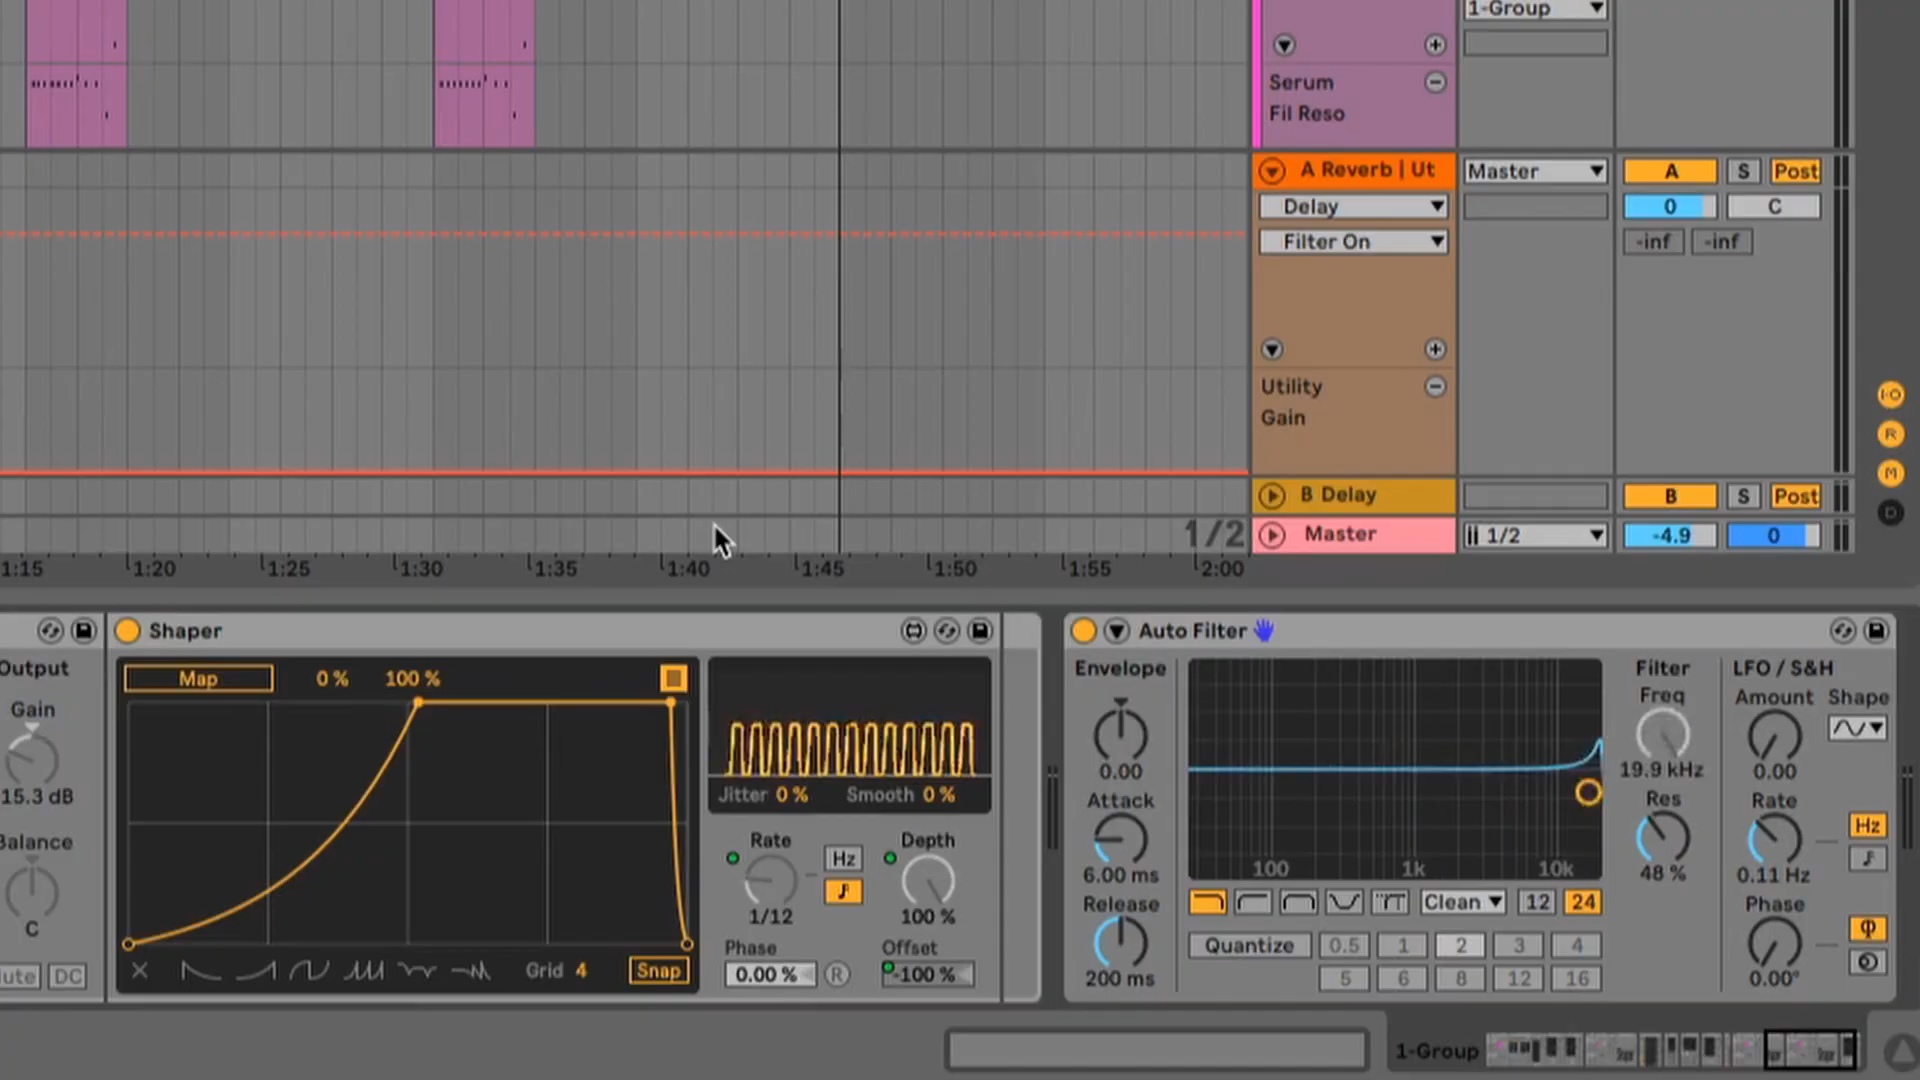 1-Group
Serum
Fil Reso
A Reverb | Ut
Master
A
S
Post
Delay
0
C
Filter On
-inf
-inf
Utility
Gain
I·O
R
M
D
B Delay
B
S
Post
1/2
Master
1/2
-4.9
0
1:15
1:20
1:25
1:30
1:35
1:40
1:45
1:50
1:55
2:00
Output
Gain
15.3 dB
Balance
C
DC
Shaper
Map
0 %
100 %
Jitter 0 %
Smooth 0 %
Rate
Hz
Depth
1/12
100 %
Phase
Offset
0.00 %
R
-100 %
Grid 4
Snap
Auto Filter
Envelope
0.00
Attack
6.00 ms
Release
200 ms
100
1k
10k
Clean
12
24
Quantize
0.5
1
2
3
4
5
6
8
12
16
Filter
Freq
19.9 kHz
Res
48 %
LFO / S&H
Amount
Shape
0.00
Rate
Hz
0.11 Hz
Phase
0.00°
1-Group